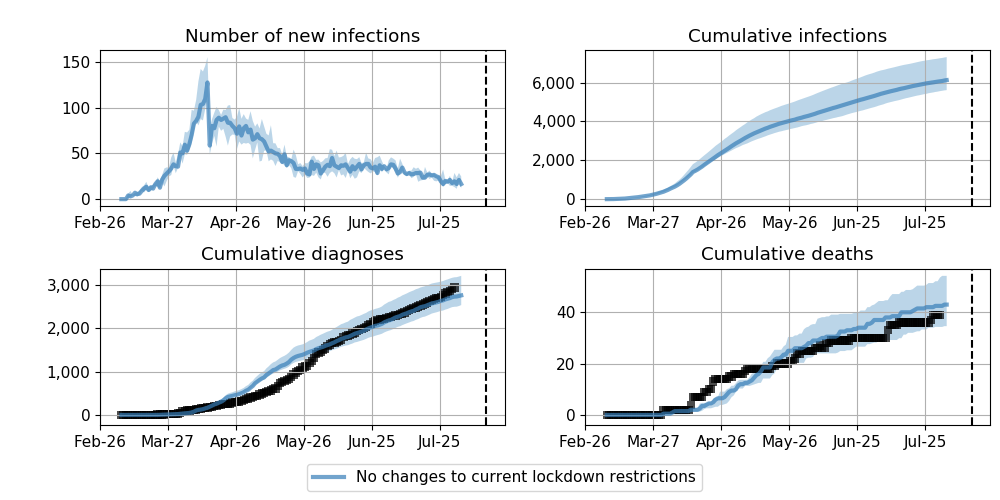 Number of new infections
150
100
50
0
Feb-26 Mar-27 Apr-26 May-26 Jun-25 Jul-25
Cumulative infections
6,000
4,000
2,000
0
Feb-26 Mar-27 Apr-26 May-26 Jun-25 Jul-25
Cumulative diagnoses
3,000
2,000
1,000
0
Feb-26 Mar-27 Apr-26 May-26 Jun-25 Jul-25
Cumulative deaths
40
20
0
Feb-26 Mar-27 Apr-26 May-26 Jun-25 Jul-25
No changes to current lockdown restrictions